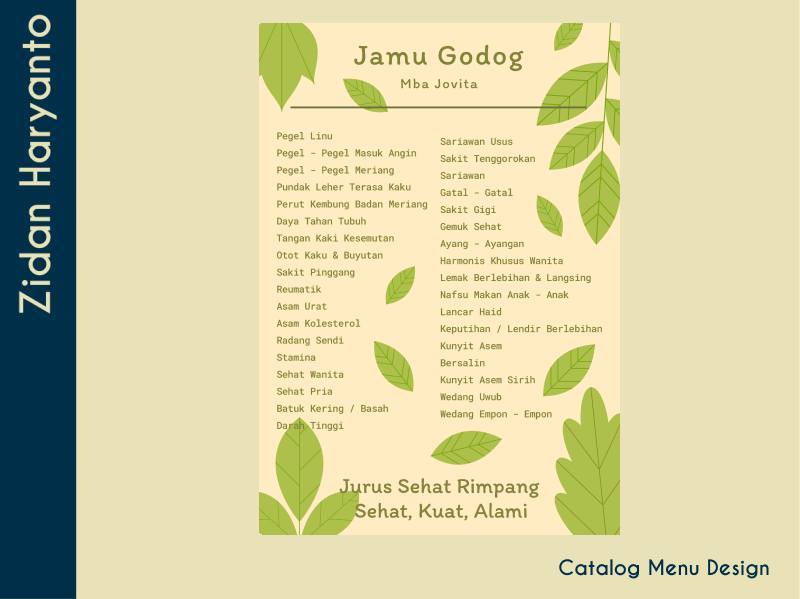 Zidan Haryanto
Jamu Godog
Mba Jovita
Pegel Linu
Pegel - Pegel Masuk Angin
Pegel - Pegel Meriang
Pundak Leher Terasa Kaku
Perut Kembung Badan Meriang
Daya Tahan Tubuh
Tangan Kaki Kesemutan
Otot Kaku & Buyutan
Sakit Pinggang
Reumatik
Asam Urat
Asam Kolesterol
Radang Sendi
Stamina
Sehat Wanita
Sehat Pria
Batuk Kering / Basah
Darah Tinggi
Sariawan Usus
Sakit Tenggorokan
Sariawan
Gatal - Gatal
Sakit Gigi
Gemuk Sehat
Ayang - Ayangan
Harmonis Khusus Wanita
Lemak Berlebihan & Langsing
Nafsu Makan Anak - Anak
Lancar Haid
Keputihan / Lendir Berlebihan
Kunyit Asem
Bersalin
Kunyit Asem Sirih
Wedang Uwub
Wedang Empon - Empon
Jurus Sehat Rimpang
Sehat, Kuat, Alami
Catalog Menu Design